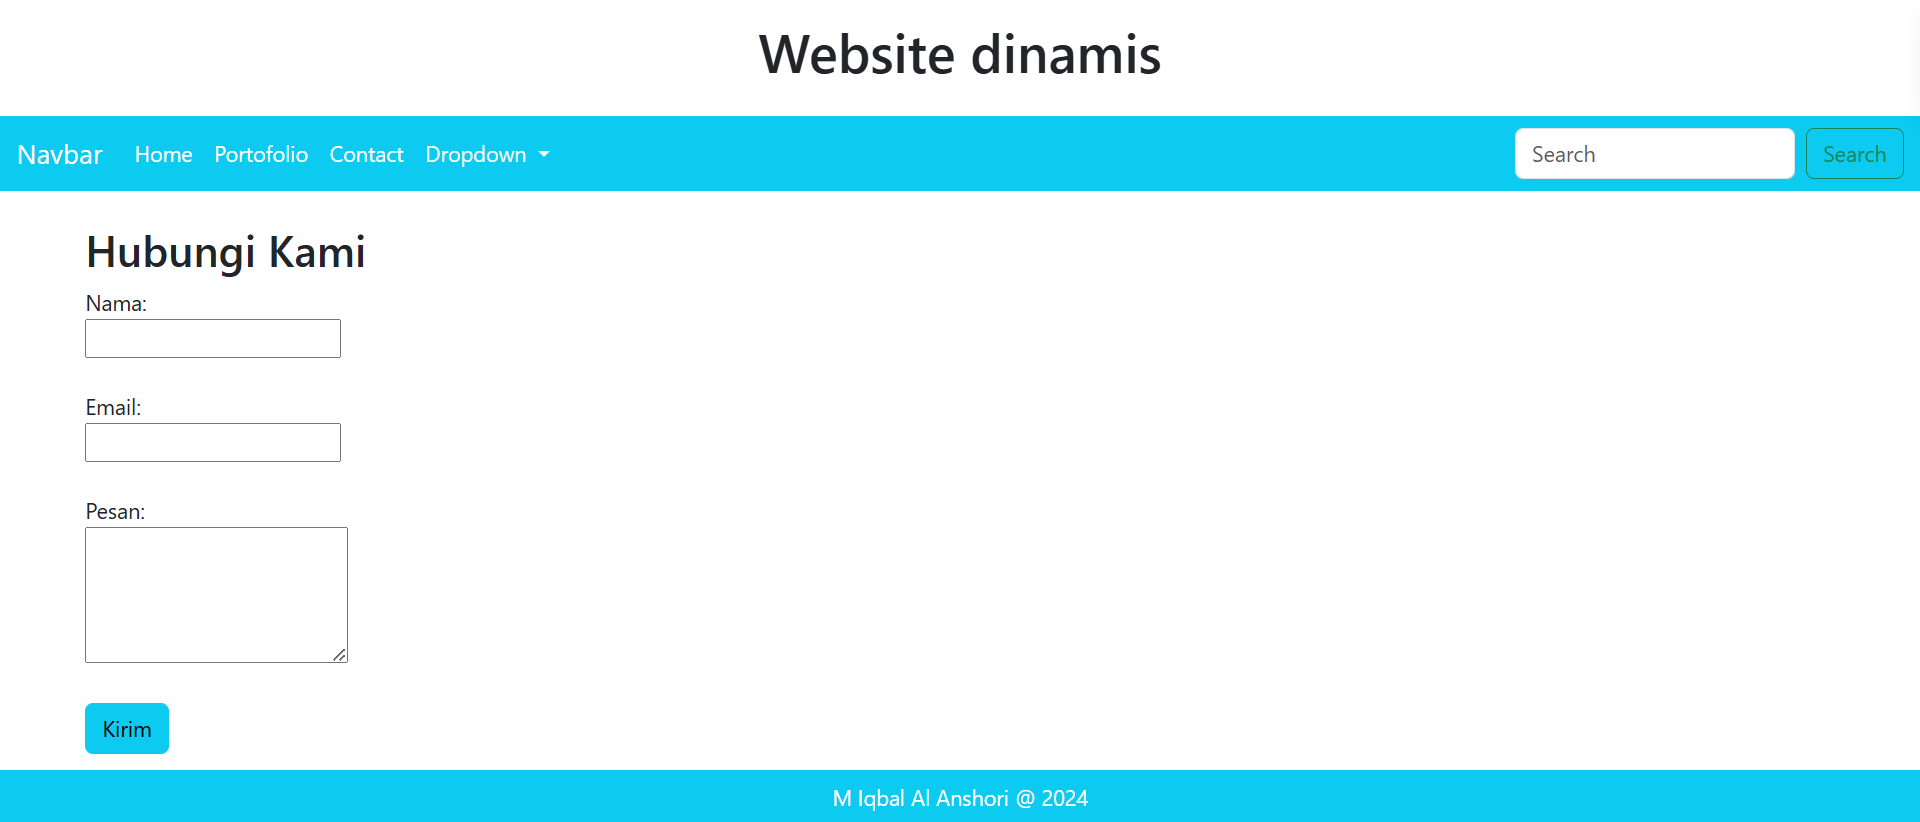 Website dinamis
Navbar Home Portofolio Contact Dropdown Search Search
Hubungi Kami
Nama:
Email:
Pesan:
Kirim
M Iqbal Al Anshori @ 2024